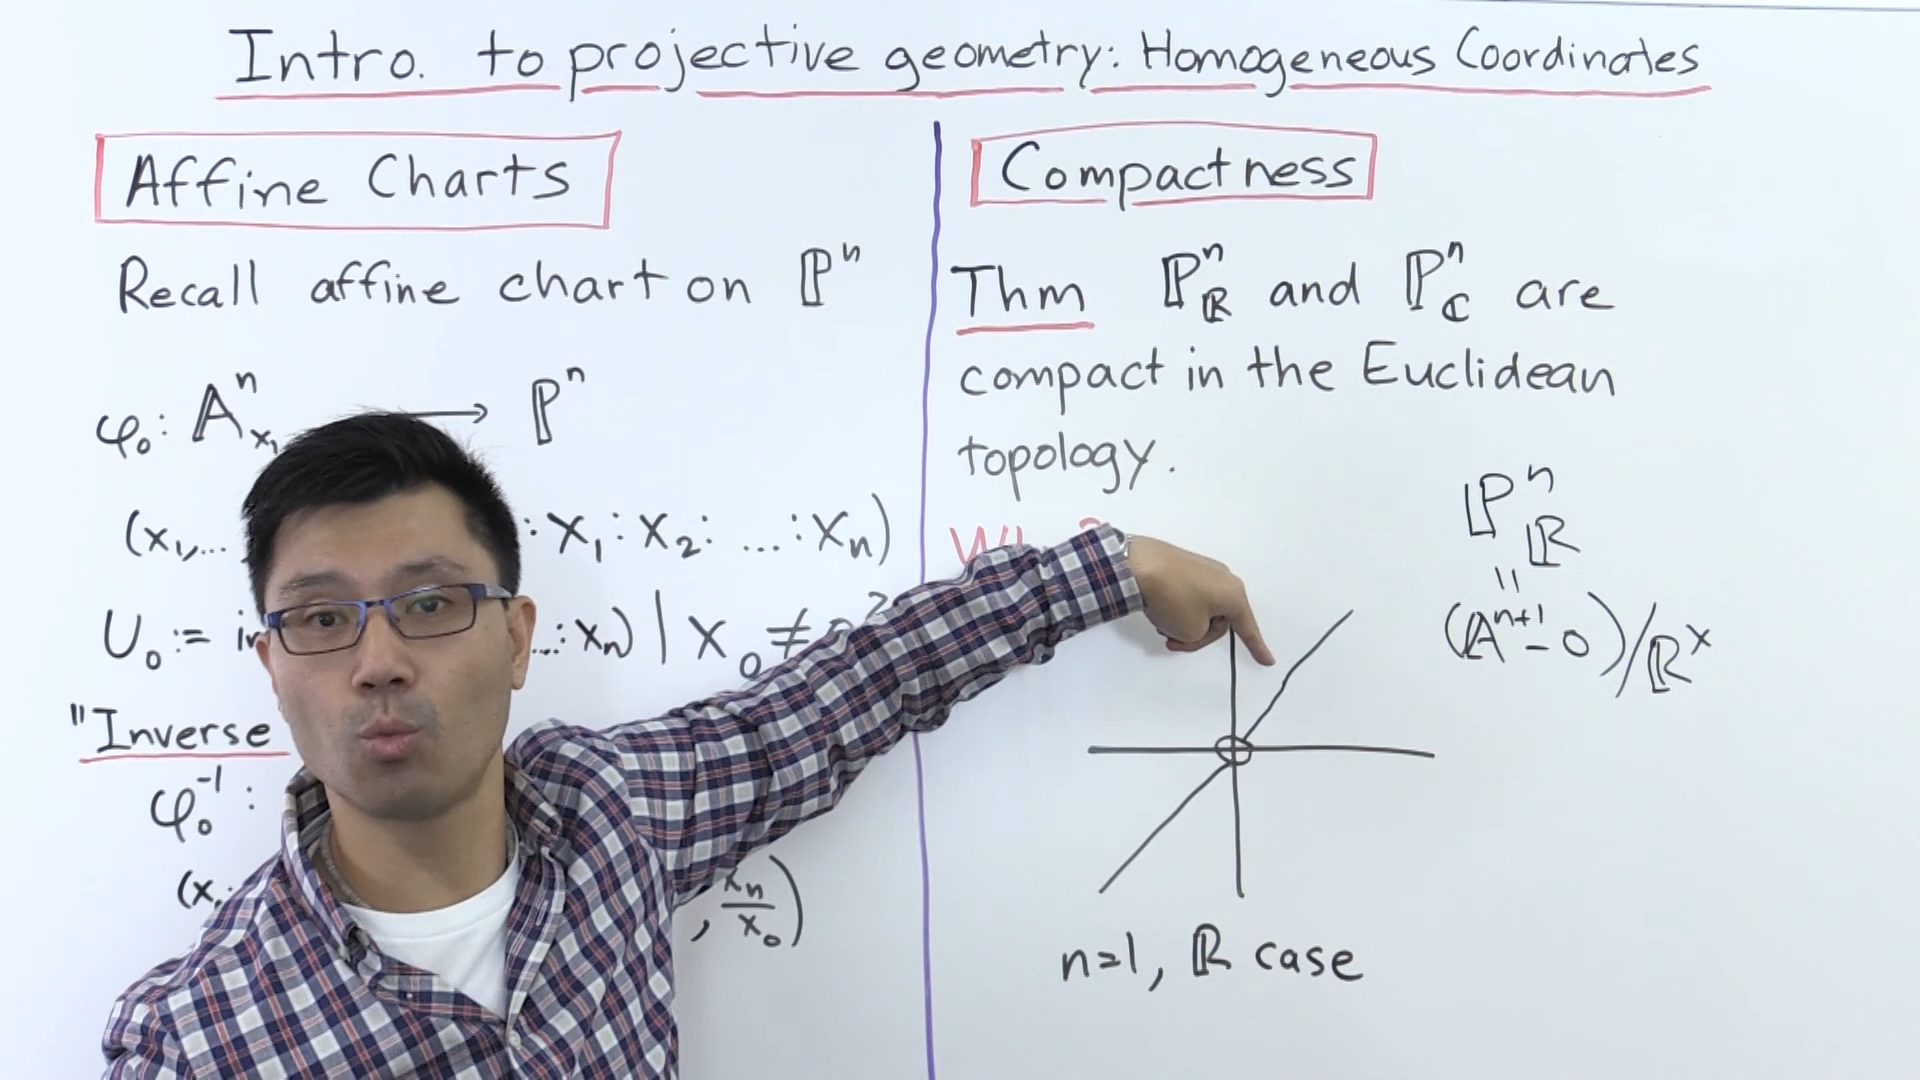 Intro. to projective geometry: Homogeneous Coordinates
Affine Charts
Recall affine chart on ℙⁿ
φ₀: 𝔸ⁿ ⟶ ℙⁿ
(x₁,... :x₁:x₂: ...:xₙ)
U₀ := ...:xₙ) | x₀ ≠
"Inverse
φ₀⁻¹:
(x , xₙ/x₀)
Compactness
Thm ℙⁿ_ℝ and ℙⁿ_ℂ are
compact in the Euclidean
topology.
ℙⁿ_ℝ
=
(𝔸ⁿ⁺¹ - 0)/ℝˣ
n=1, ℝ case